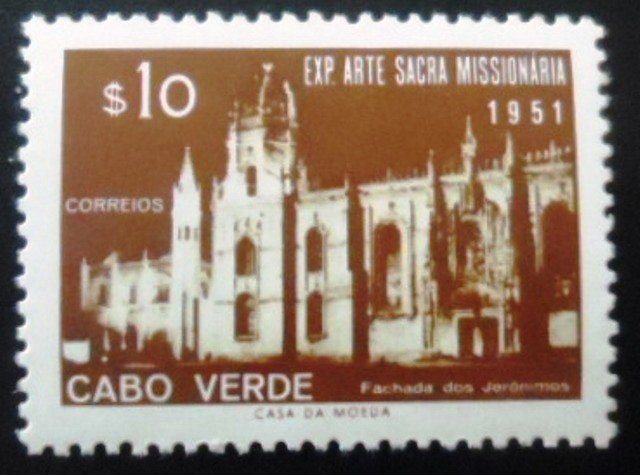 $10
EXP. ARTE SACRA MISSIONÁRIA
1951
CORREIOS
CABO VERDE
Fachada dos Jerónimos
CASA DA MOEDA